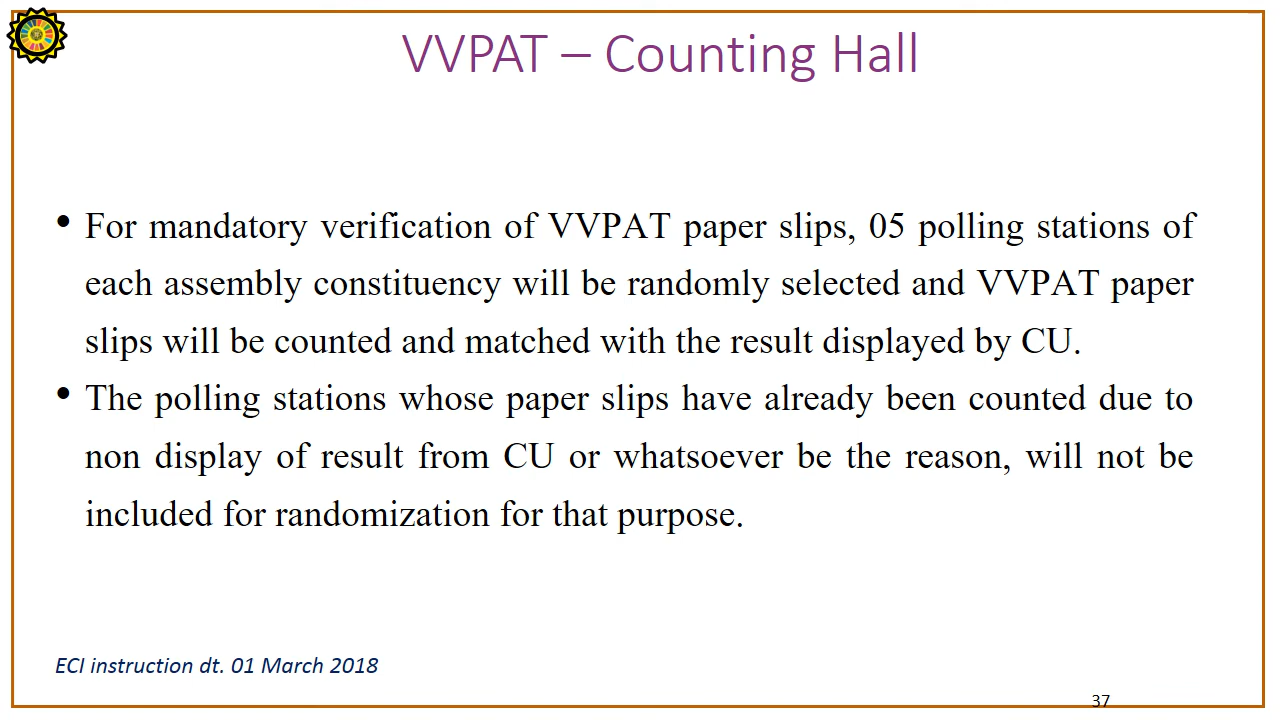 VVPAT – Counting Hall
• For mandatory verification of VVPAT paper slips, 05 polling stations of
each assembly constituency will be randomly selected and VVPAT paper
slips will be counted and matched with the result displayed by CU.
• The polling stations whose paper slips have already been counted due to
non display of result from CU or whatsoever be the reason, will not be
included for randomization for that purpose.
ECI instruction dt. 01 March 2018
37